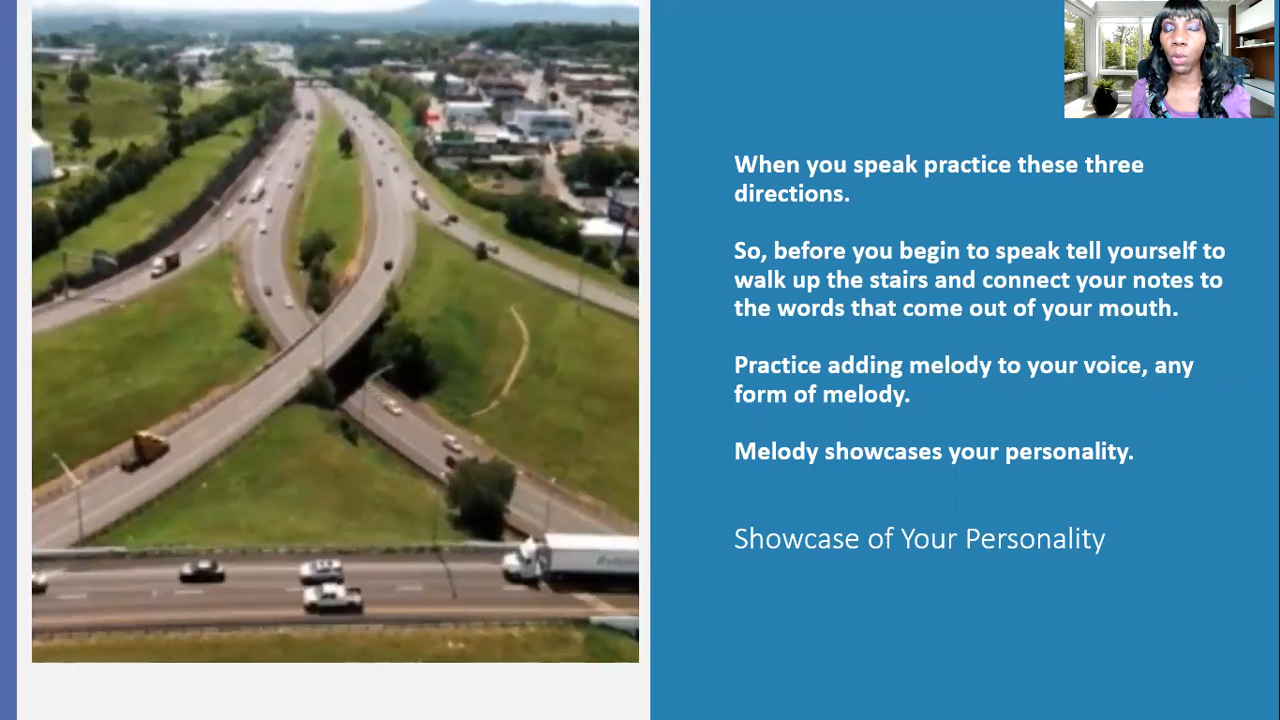 When you speak practice these three
directions.
So, before you begin to speak tell yourself to
walk up the stairs and connect your notes to
the words that come out of your mouth.
Practice adding melody to your voice, any
form of melody.
Melody showcases your personality.
Showcase of Your Personality